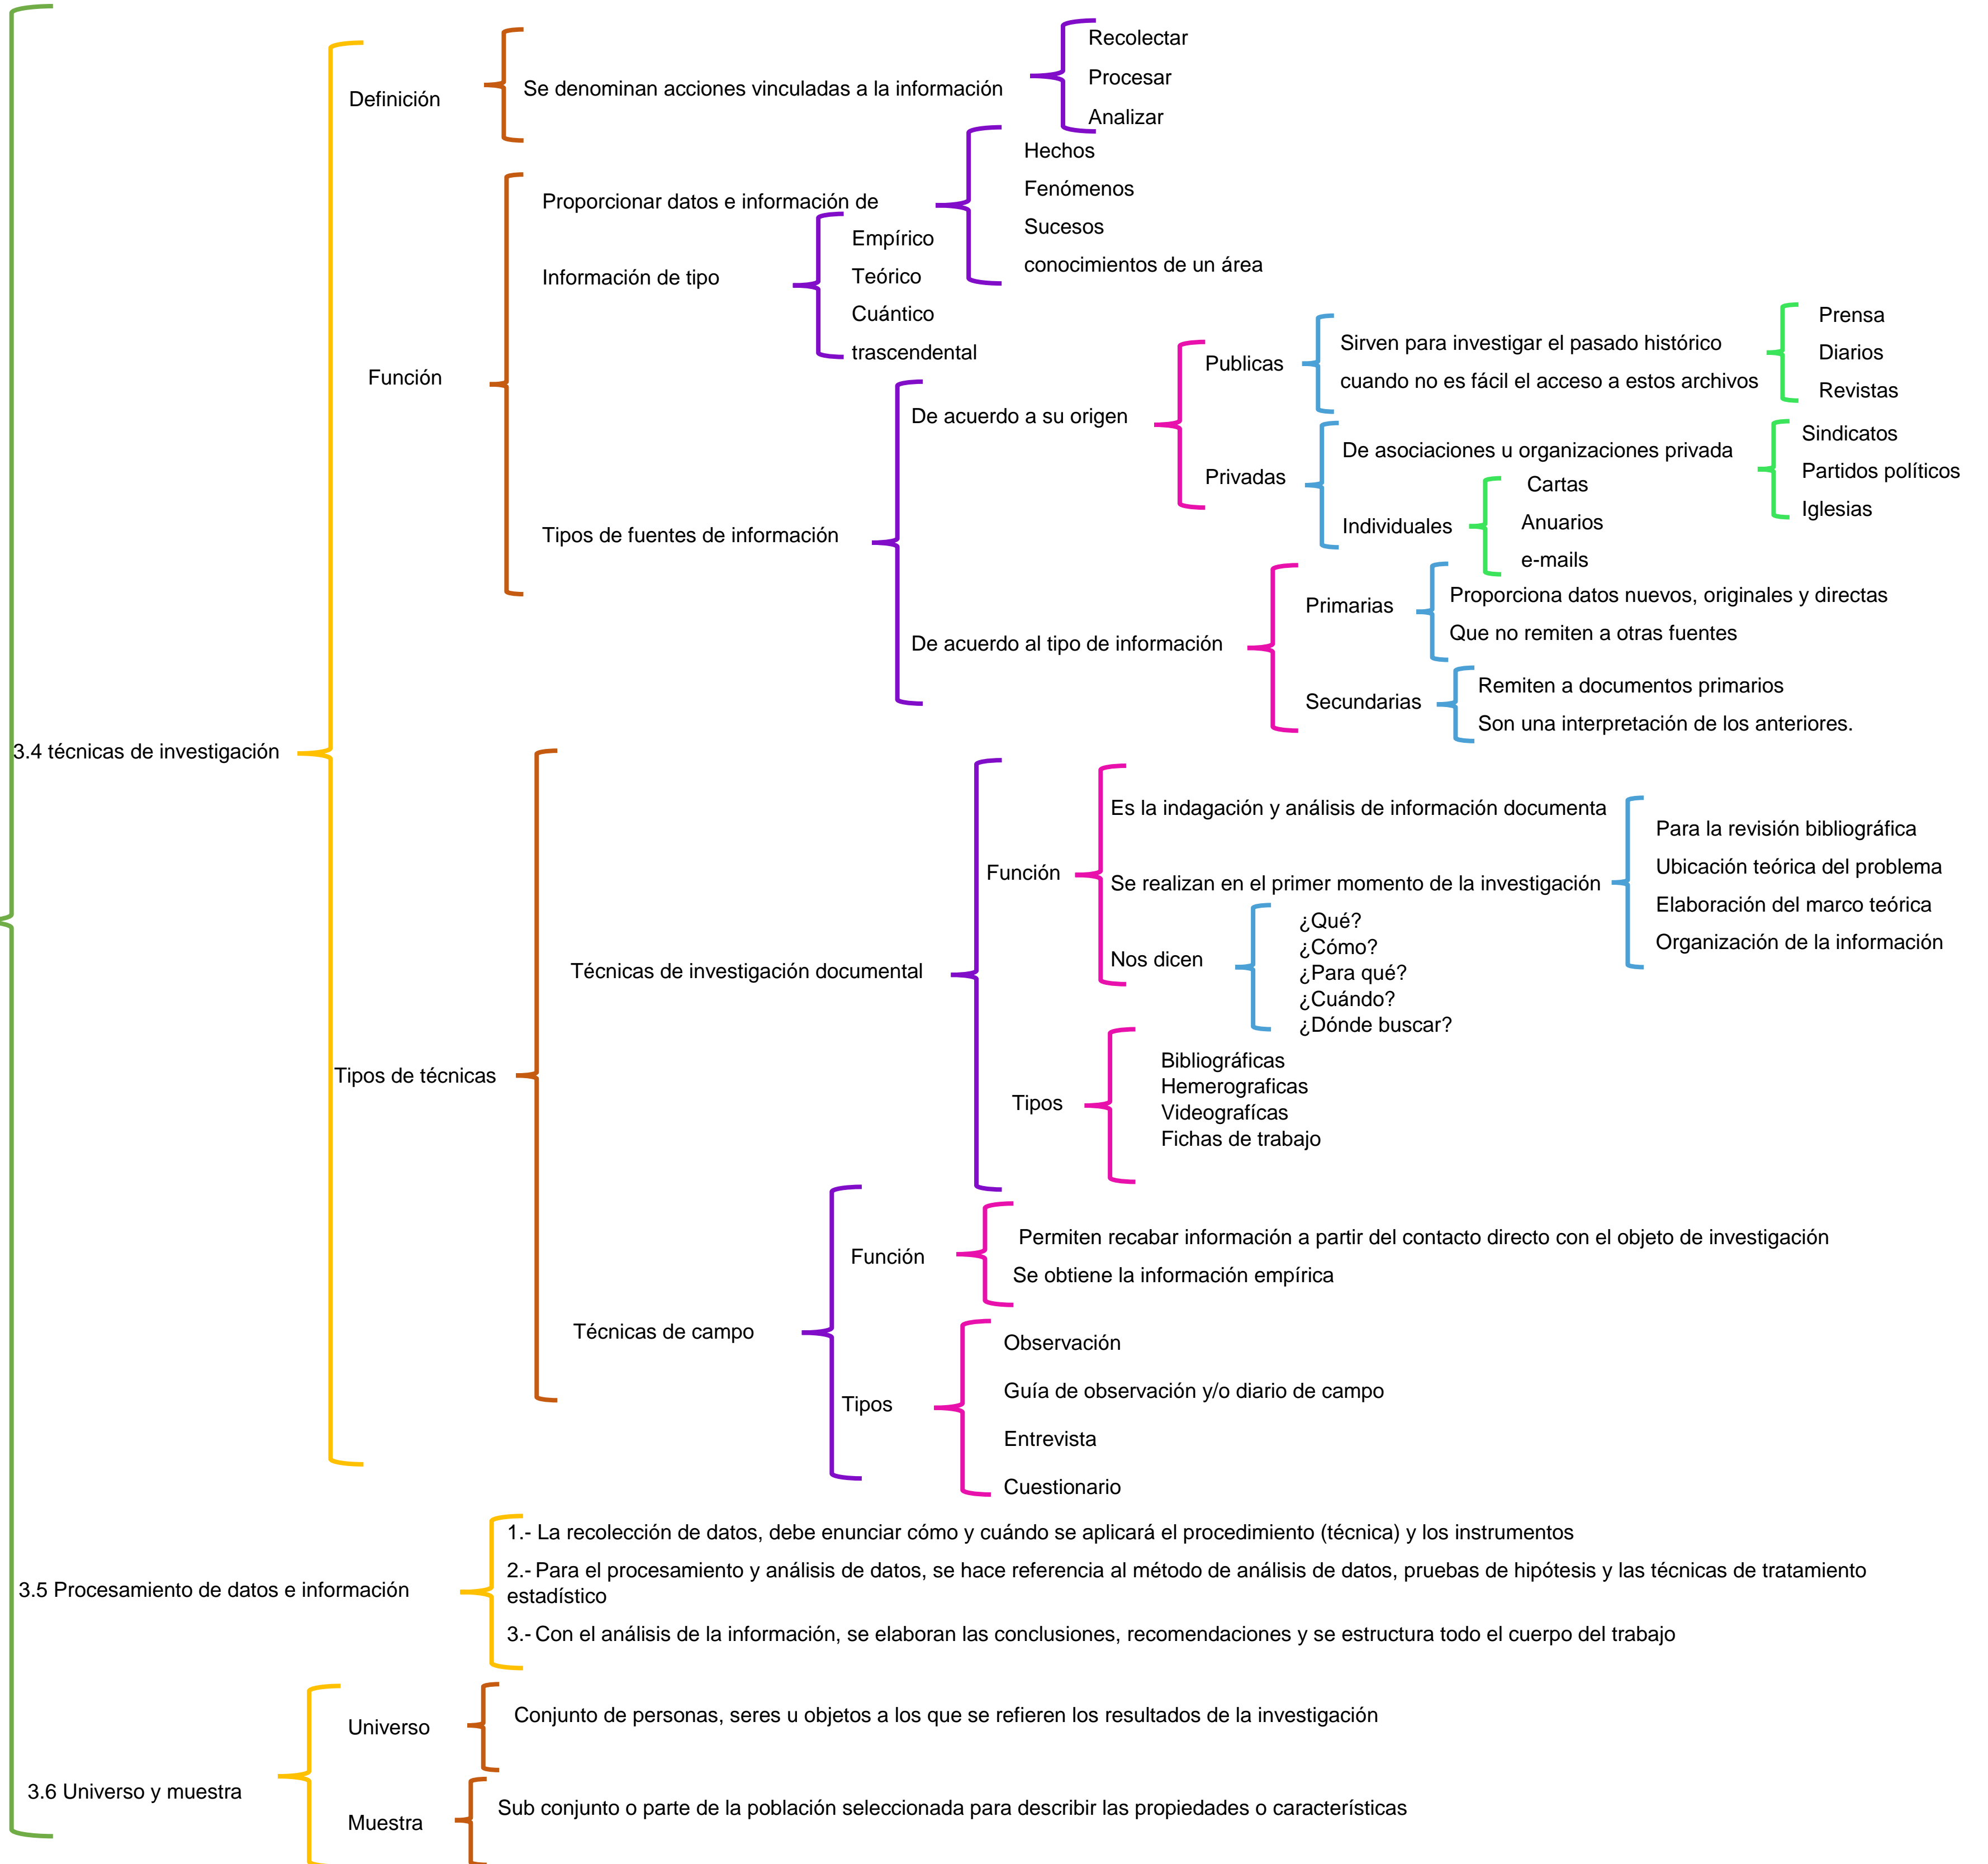 3.4 técnicas de investigación
Definición
Se denominan acciones vinculadas a la información
Recolectar
Procesar
Analizar
Función
Proporcionar datos e información de
Hechos
Fenómenos
Sucesos
conocimientos de un área
Información de tipo
Empírico
Teórico
Cuántico
trascendental
Tipos de fuentes de información
De acuerdo a su origen
Publicas
Sirven para investigar el pasado histórico
cuando no es fácil el acceso a estos archivos
Prensa
Diarios
Revistas
Privadas
De asociaciones u organizaciones privada
Sindicatos
Partidos políticos
Iglesias
Individuales
Cartas
Anuarios
e-mails
De acuerdo al tipo de información
Primarias
Proporciona datos nuevos, originales y directas
Que no remiten a otras fuentes
Secundarias
Remiten a documentos primarios
Son una interpretación de los anteriores.
Tipos de técnicas
Técnicas de investigación documental
Función
Es la indagación y análisis de información documenta
Se realizan en el primer momento de la investigación
Para la revisión bibliográfica
Ubicación teórica del problema
Elaboración del marco teórica
Organización de la información
Nos dicen
¿Qué?
¿Cómo?
¿Para qué?
¿Cuándo?
¿Dónde buscar?
Tipos
Bibliográficas
Hemerograficas
Videografícas
Fichas de trabajo
Técnicas de campo
Función
Permiten recabar información a partir del contacto directo con el objeto de investigación
Se obtiene la información empírica
Tipos
Observación
Guía de observación y/o diario de campo
Entrevista
Cuestionario
3.5 Procesamiento de datos e información
1.- La recolección de datos, debe enunciar cómo y cuándo se aplicará el procedimiento (técnica) y los instrumentos
2.- Para el procesamiento y análisis de datos, se hace referencia al método de análisis de datos, pruebas de hipótesis y las técnicas de tratamiento
estadístico
3.- Con el análisis de la información, se elaboran las conclusiones, recomendaciones y se estructura todo el cuerpo del trabajo
3.6 Universo y muestra
Universo
Conjunto de personas, seres u objetos a los que se refieren los resultados de la investigación
Muestra
Sub conjunto o parte de la población seleccionada para describir las propiedades o características